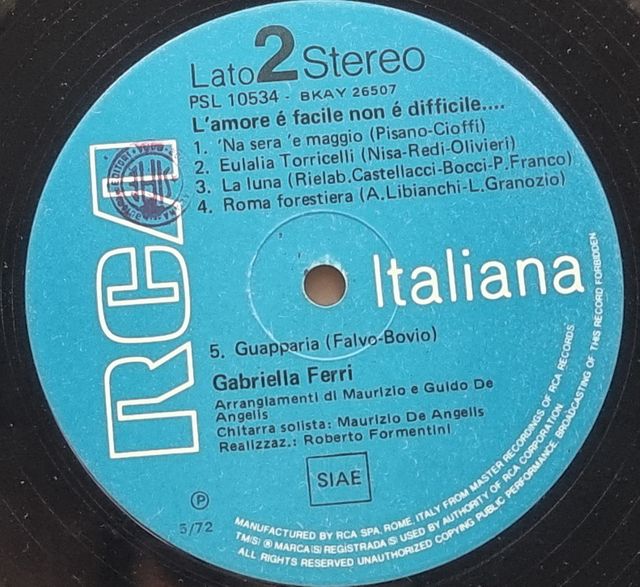 Lato 2 Stereo
PSL 10534 - BKAY 26507
L'amore é facile non é difficile....
1. 'Na sera 'e maggio (Pisano-Cioffi)
2. Eulalia Torricelli (Nisa-Redi-Olivieri)
3. La luna (Rielab.Castellacci-Bocci-P.Franco)
4. Roma forestiera (A.Libianchi-L.Granozio)
RCA Italiana
5. Guapparia (Falvo-Bovio)
Gabriella Ferri
Arrangiamenti di Maurizio e Guido De
Angelis
Chitarra solista: Maurizio De Angelis
Realizzaz.: Roberto Formentini
SIAE
Ⓟ
5/72
MANUFACTURED BY RCA SPA, ROME, ITALY FROM MASTER RECORDINGS OF RCA RECORDS
TM(S) ® MARCA(S) REGISTRADA(S) USED BY AUTHORITY OF RCA CORPORATION.
ALL RIGHTS RESERVED UNAUTHORIZED COPYING PUBLIC PERFORMANCE, BROADCASTING OF THIS RECORD FORBIDDEN